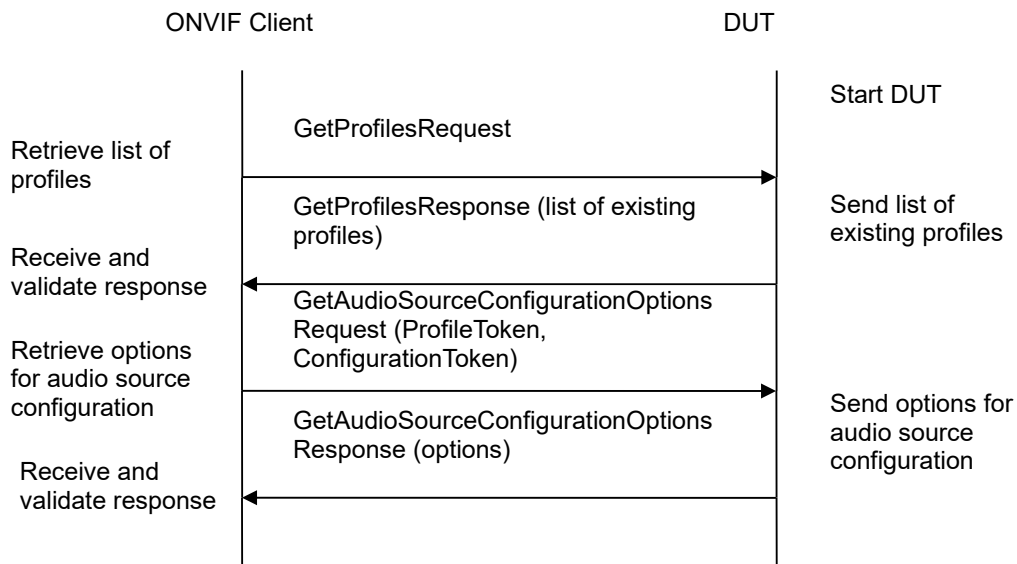 ONVIF Client
DUT
Start DUT
GetProfilesRequest
Retrieve list of
profiles
GetProfilesResponse (list of existing
profiles)
Send list of
existing profiles
Receive and
validate response
GetAudioSourceConfigurationOptions
Request (ProfileToken,
ConfigurationToken)
Retrieve options
for audio source
configuration
GetAudioSourceConfigurationOptions
Response (options)
Send options for
audio source
configuration
Receive and
validate response